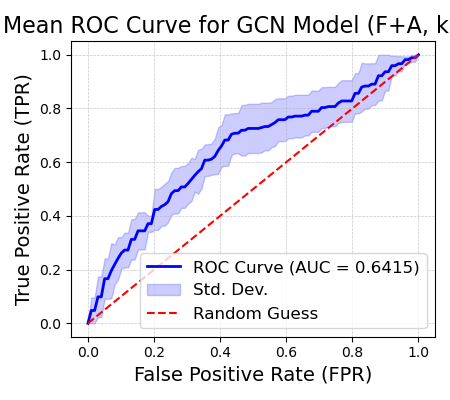 Mean ROC Curve for GCN Model (F+A, k
True Positive Rate (TPR)
1.0
0.8
0.6
0.4
0.2
0.0
ROC Curve (AUC = 0.6415)
Std. Dev.
Random Guess
0.0 0.2 0.4 0.6 0.8 1.0
False Positive Rate (FPR)